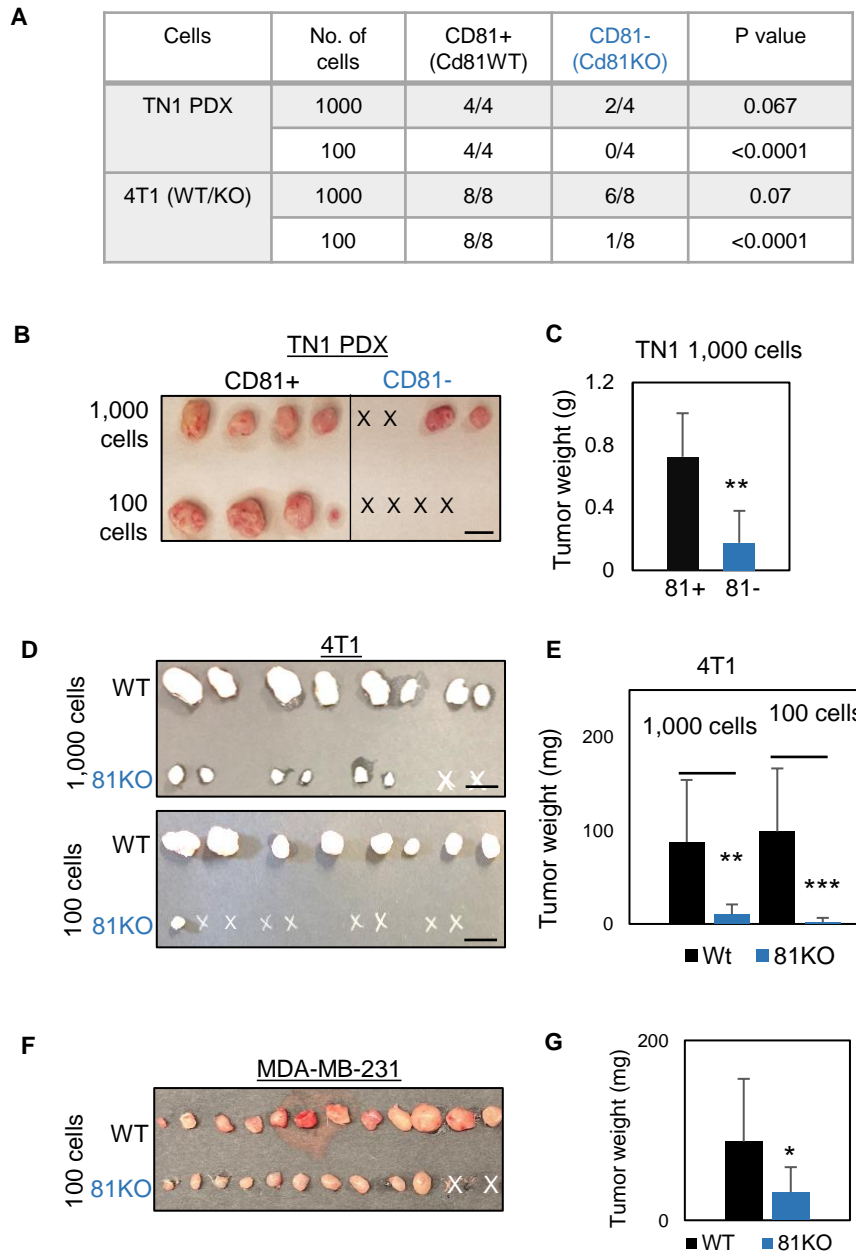 A
Cells No. of cells CD81+ (Cd81WT) CD81- (Cd81KO) P value
TN1 PDX 1000 4/4 2/4 0.067
100 4/4 0/4 <0.0001
4T1 (WT/KO) 1000 8/8 6/8 0.07
100 8/8 1/8 <0.0001
B
TN1 PDX
CD81+ CD81-
1,000 cells
X X
100 cells
X X X X
C
TN1 1,000 cells
Tumor weight (g)
1.2
0.8
0.4
0
**
81+ 81-
D
4T1
1,000 cells
WT
81KO
X X
100 cells
WT
81KO
X X X X X X X X
E
4T1
1,000 cells 100 cells
Tumor weight (mg)
200
100
0
**
***
Wt 81KO
F
MDA-MB-231
100 cells
WT
81KO
X X
G
Tumor weight (mg)
200
0
*
WT 81KO